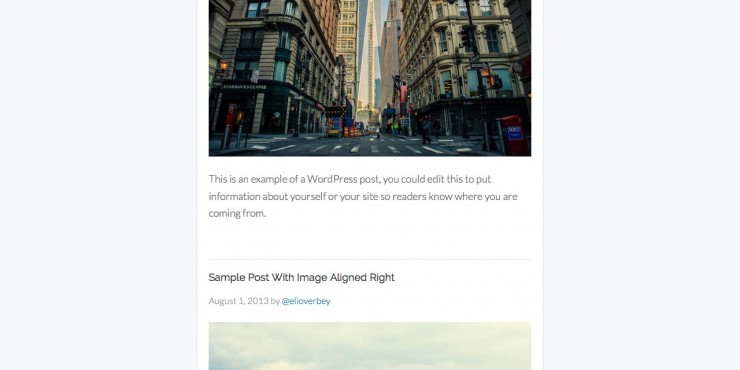 STARBUCKS COFFEE
This is an example of a WordPress post, you could edit this to put
information about yourself or your site so readers know where you are
coming from.
Sample Post With Image Aligned Right
August 1, 2013 by @elioverbey